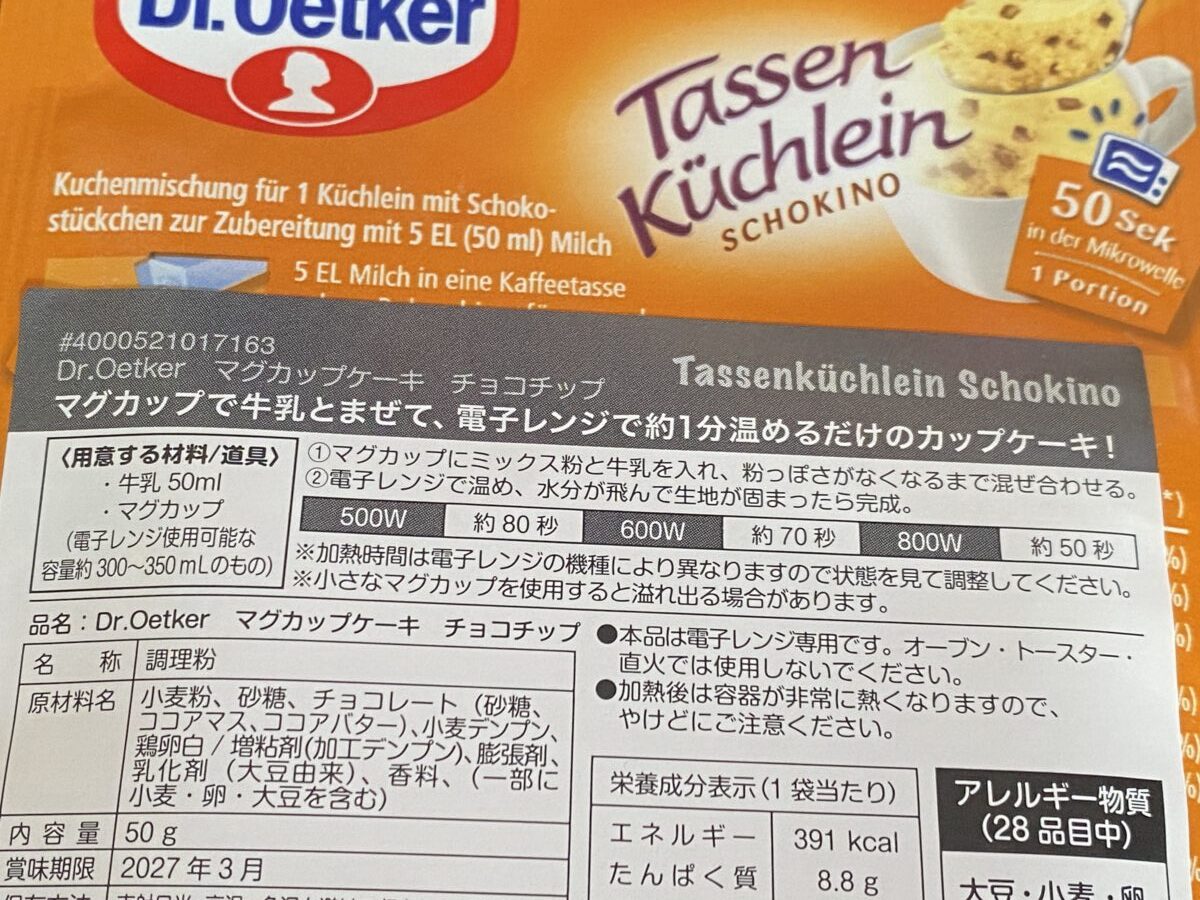 Dr.Oetker
Tassen
Küchlein
SCHOKINO
50 Sek
in der Mikrowelle
1 Portion
Kuchenmischung für 1 Küchlein mit Schoko-
stückchen zur Zubereitung mit 5 EL (50 ml) Milch
5 EL Milch in eine Kaffeetasse
#4000521017163
Dr.Oetker マグカップケーキ チョコチップ
Tassenküchlein Schokino
マグカップで牛乳とまぜて、電子レンジで約1分温めるだけのカップケーキ!
〈用意する材料/道具〉
・牛乳 50ml
・マグカップ
(電子レンジ使用可能な
容量約 300〜350mLのもの)
①マグカップにミックス粉と牛乳を入れ、粉っぽさがなくなるまで混ぜ合わせる。
②電子レンジで温め、水分が飛んで生地が固まったら完成。
500W 約 80 秒 600W 約 70 秒 800W 約 50 秒
※加熱時間は電子レンジの機種により異なりますので状態を見て調整してください。
※小さなマグカップを使用すると溢れ出る場合があります。
品名:Dr.Oetker マグカップケーキ チョコチップ
名称 調理粉
原材料名 小麦粉、砂糖、チョコレート(砂糖、
ココアマス、ココアバター)、小麦デンプン、
鶏卵白/増粘剤(加工デンプン)、膨張剤、
乳化剤(大豆由来)、香料、(一部に
小麦・卵・大豆を含む)
内容量 50 g
賞味期限 2027 年 3 月
●本品は電子レンジ専用です。オーブン・トースター・
直火では使用しないでください。
●加熱後は容器が非常に熱くなりますので、
やけどにご注意ください。
栄養成分表示(1 袋当たり)
エネルギー 391 kcal
たんぱく質 8.8 g
アレルギー物質
(28 品目中)
大豆・小麦・卵